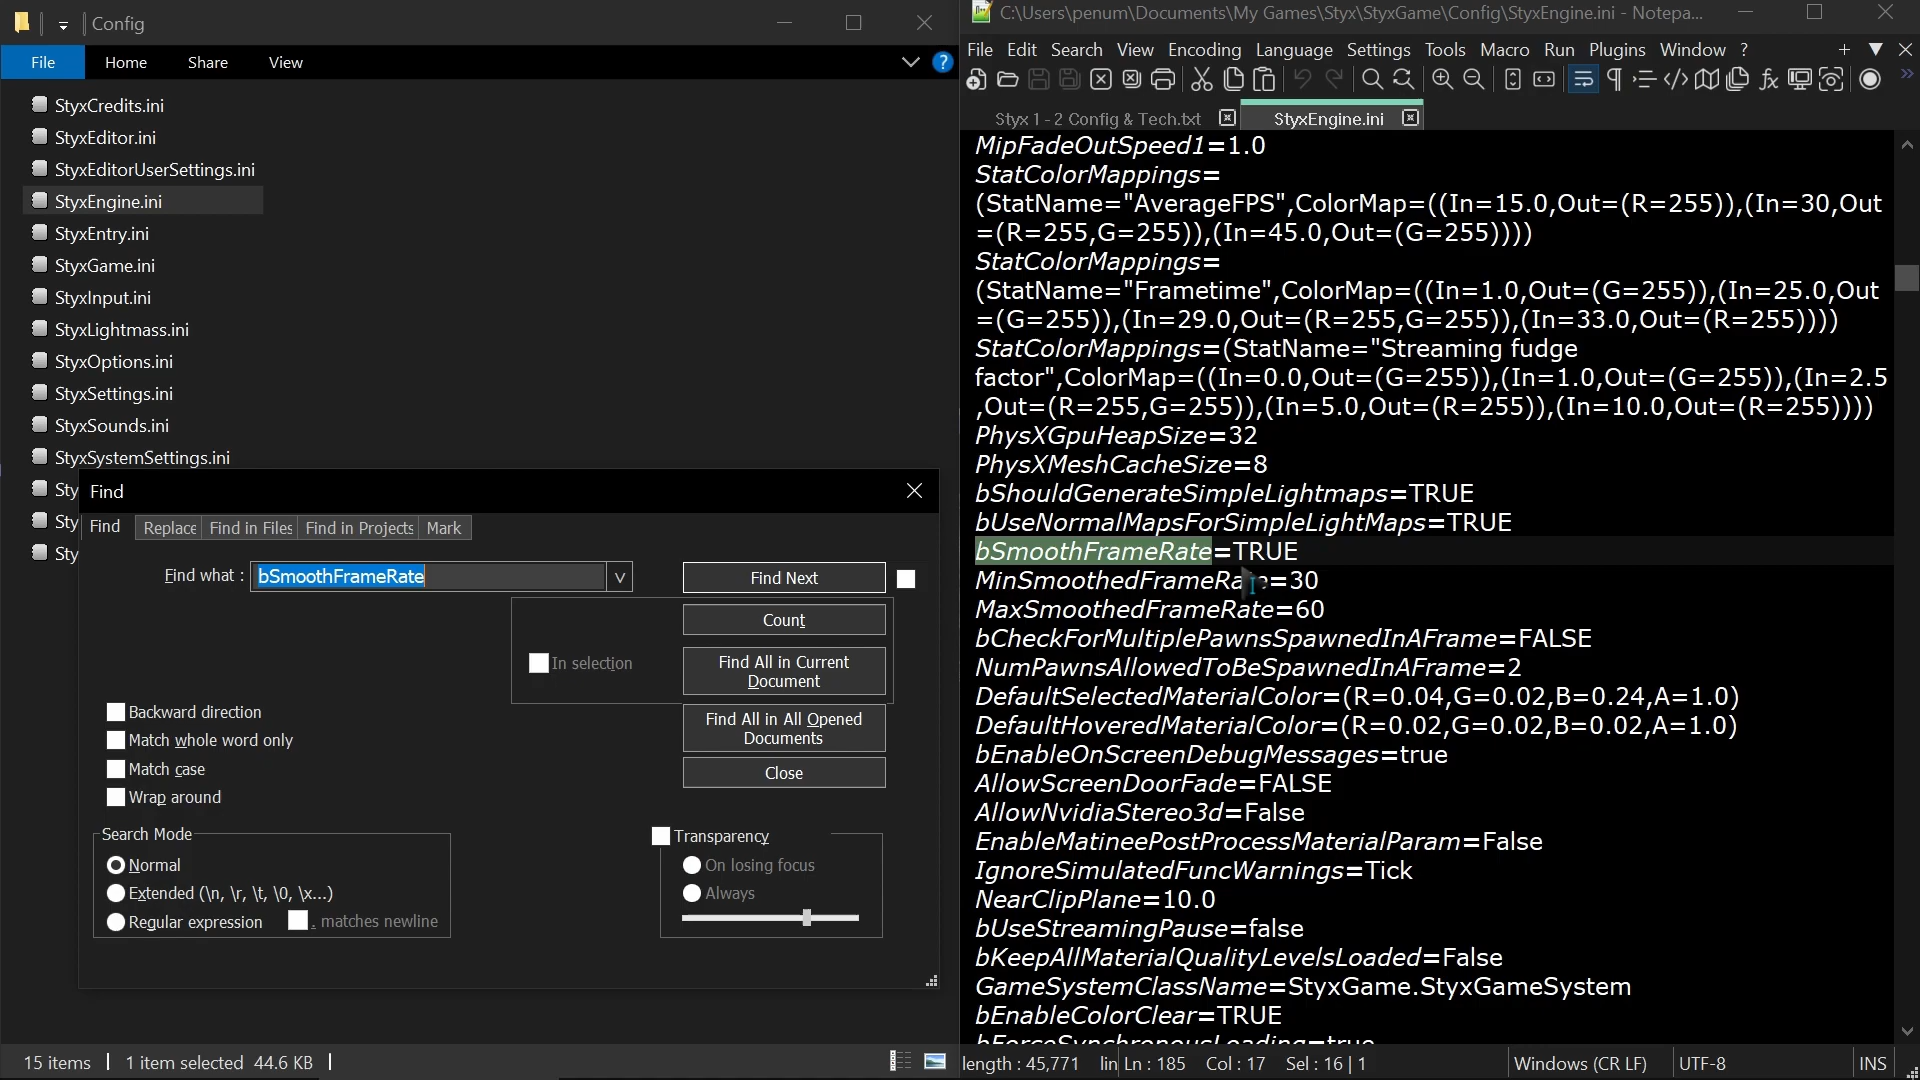 Config
File Home Share View ?
StyxCredits.ini
StyxEditor.ini
StyxEditorUserSettings.ini
StyxEngine.ini
StyxEntry.ini
StyxGame.ini
StyxInput.ini
StyxLightmass.ini
StyxOptions.ini
StyxSettings.ini
StyxSounds.ini
StyxSystemSettings.ini
Sty
Sty
Sty
Find
Find Replace Find in Files Find in Projects Mark
Find what : bSmoothFrameRate
Find Next
Count
In selection
Find All in Current
Document
Find All in All Opened
Documents
Close
Backward direction
Match whole word only
Match case
Wrap around
Search Mode
Normal
Extended (\n, \r, \t, \0, \x...)
Regular expression . matches newline
Transparency
On losing focus
Always
15 items 1 item selected 44.6 KB
C:\Users\penum\Documents\My Games\Styx\StyxGame\Config\StyxEngine.ini - Notepa...
File Edit Search View Encoding Language Settings Tools Macro Run Plugins Window ?
Styx 1 - 2 Config & Tech.txt StyxEngine.ini
MipFadeOutSpeed1=1.0
StatColorMappings=
(StatName="AverageFPS",ColorMap=((In=15.0,Out=(R=255)),(In=30,Out
=(R=255,G=255)),(In=45.0,Out=(G=255))))
StatColorMappings=
(StatName="Frametime",ColorMap=((In=1.0,Out=(G=255)),(In=25.0,Out
=(G=255)),(In=29.0,Out=(R=255,G=255)),(In=33.0,Out=(R=255))))
StatColorMappings=(StatName="Streaming fudge
factor",ColorMap=((In=0.0,Out=(G=255)),(In=1.0,Out=(G=255)),(In=2.5
,Out=(R=255,G=255)),(In=5.0,Out=(R=255)),(In=10.0,Out=(R=255))))
PhysXGpuHeapSize=32
PhysXMeshCacheSize=8
bShouldGenerateSimpleLightmaps=TRUE
bUseNormalMapsForSimpleLightMaps=TRUE
bSmoothFrameRate=TRUE
MinSmoothedFrameRate=30
MaxSmoothedFrameRate=60
bCheckForMultiplePawnsSpawnedInAFrame=FALSE
NumPawnsAllowedToBeSpawnedInAFrame=2
DefaultSelectedMaterialColor=(R=0.04,G=0.02,B=0.24,A=1.0)
DefaultHoveredMaterialColor=(R=0.02,G=0.02,B=0.02,A=1.0)
bEnableOnScreenDebugMessages=true
AllowScreenDoorFade=FALSE
AllowNvidiaStereo3d=False
EnableMatineePostProcessMaterialParam=False
IgnoreSimulatedFuncWarnings=Tick
NearClipPlane=10.0
bUseStreamingPause=false
bKeepAllMaterialQualityLevelsLoaded=False
GameSystemClassName=StyxGame.StyxGameSystem
bEnableColorClear=TRUE
bForceSynchronousLoading=true
length : 45,771 lin Ln : 185 Col : 17 Sel : 16 | 1 Windows (CR LF) UTF-8 INS